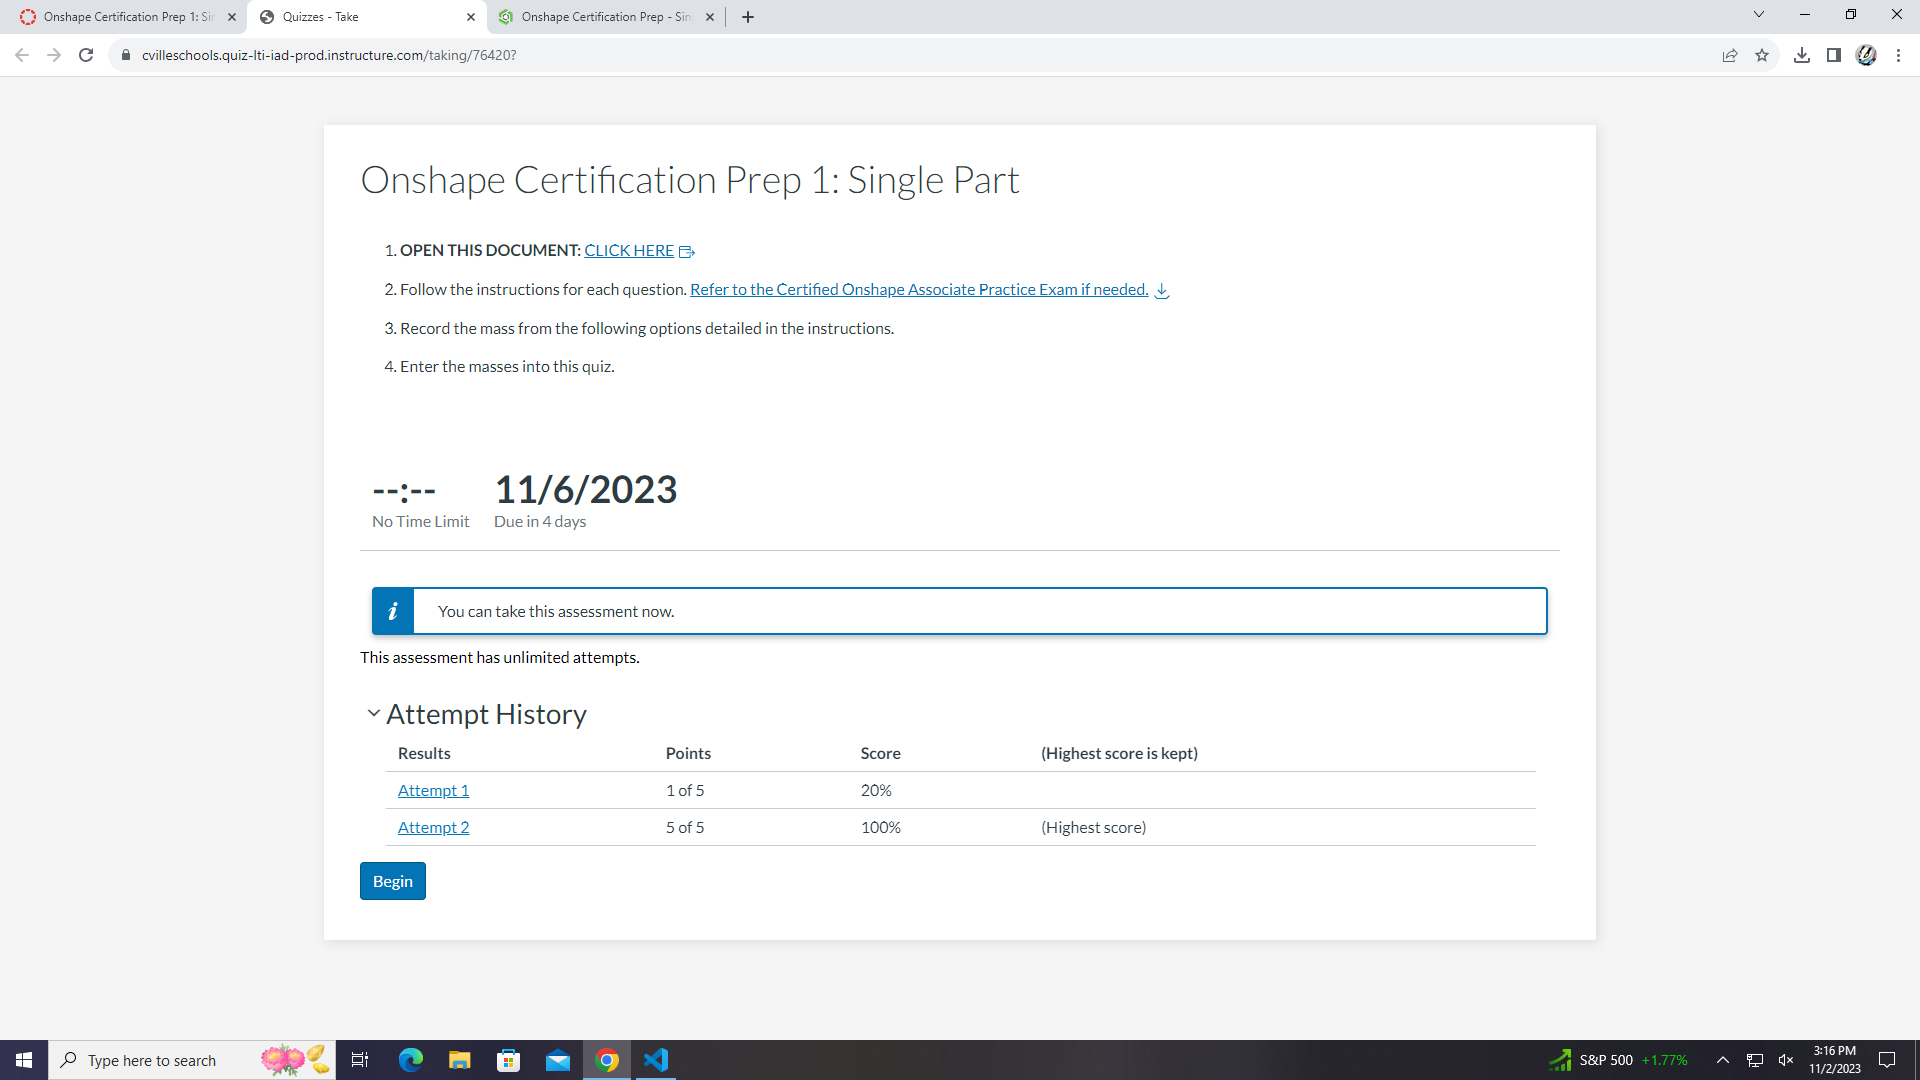 Onshape Certification Prep 1: Si
Quizzes - Take
Onshape Certification Prep - Sin
cvilleschools.quiz-lti-iad-prod.instructure.com/taking/76420?
Onshape Certification Prep 1: Single Part
1. OPEN THIS DOCUMENT: CLICK HERE
2. Follow the instructions for each question. Refer to the Certified Onshape Associate Practice Exam if needed.
3. Record the mass from the following options detailed in the instructions.
4. Enter the masses into this quiz.
--:-- 11/6/2023
No Time Limit Due in 4 days
i You can take this assessment now.
This assessment has unlimited attempts.
Attempt History
Results Points Score (Highest score is kept)
Attempt 1 1 of 5 20%
Attempt 2 5 of 5 100% (Highest score)
Begin
Type here to search
S&P 500 +1.77%
3:16 PM
11/2/2023